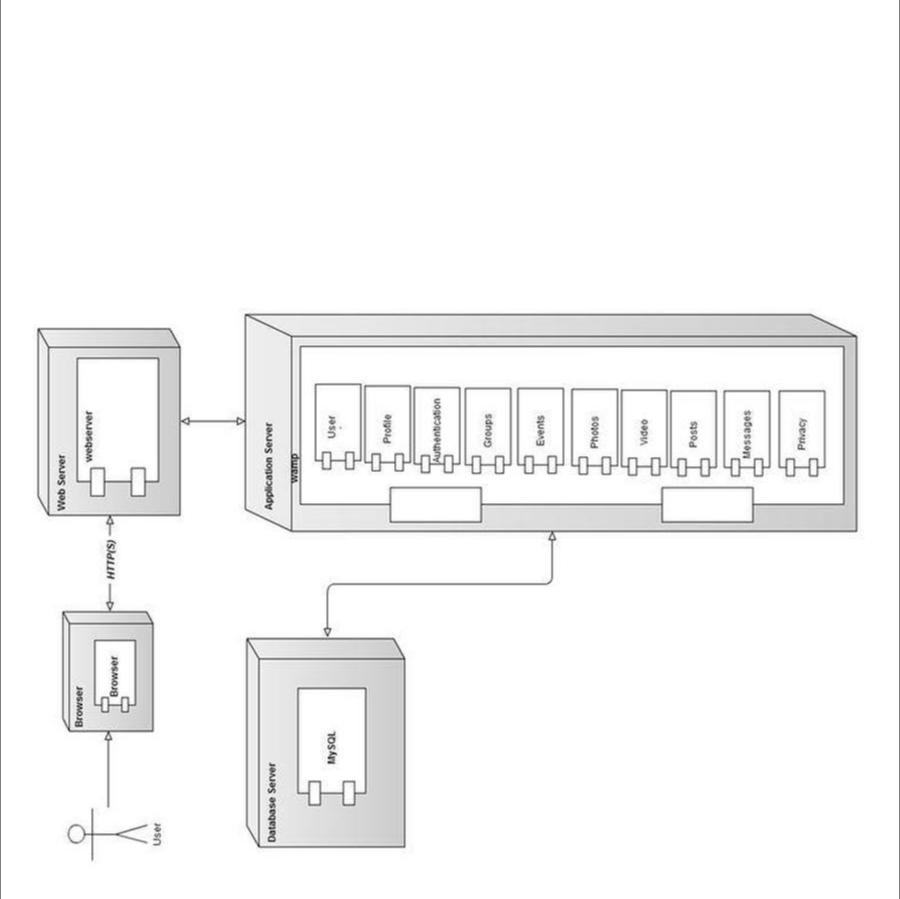 User
Browser
Browser
HTTP(S)
Web Server
webserver
Application Server
wamp
User
Profile
Authentication
Groups
Events
Photos
Video
Posts
Messages
Privacy
Database Server
MySQL